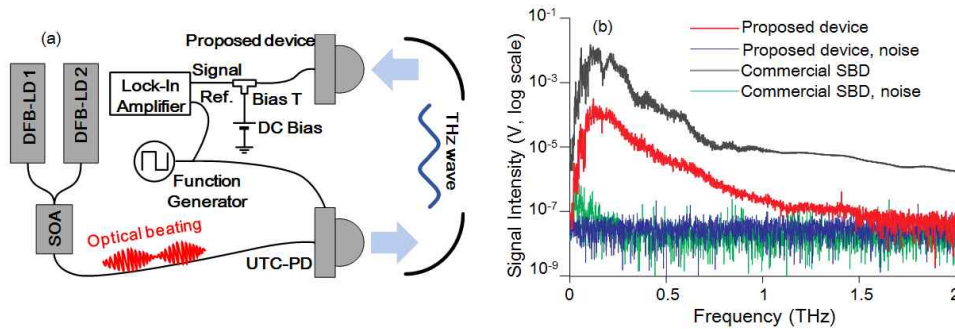 (a)
Proposed device
DFB-LD1
DFB-LD2
Lock-In
Amplifier
Signal
Ref.
Bias T
DC Bias
THz wave
Function
Generator
SOA
Optical beating
UTC-PD
(b)
Proposed device
Proposed device, noise
Commercial SBD
Commercial SBD, noise
Signal Intensity (V, log scale)
10-1
10-3
10-5
10-7
10-9
0
0.5
1
1.5
2
Frequency (THz)